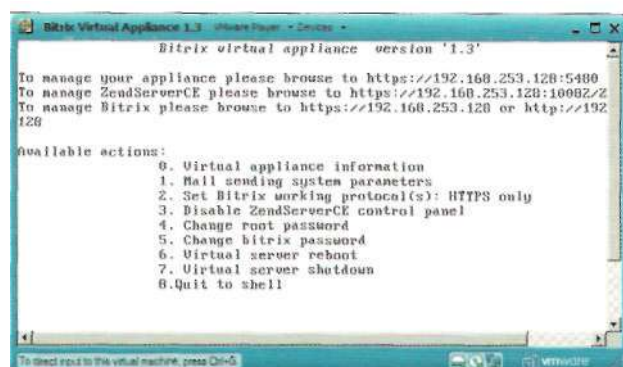 Bitrix Virtual Appliance 1.3 VMware Player Devices
Bitrix virtual appliance version '1.3'
To manage your appliance please browse to https://192.168.253.128:5480
To manage ZendServerCE please browse to https://192.168.253.128:10082/Z
To manage Bitrix please browse to https://192.168.253.128 or http://192
128
Available actions:
0. Virtual appliance information
1. Mail sending system parameters
2. Set Bitrix working protocol(s): HTTPS only
3. Disable ZendServerCE control panel
4. Change root password
5. Change bitrix password
6. Virtual server reboot
7. Virtual server shutdown
8.Quit to shell
To direct input to this virtual machine, press Ctrl+G.
vmware